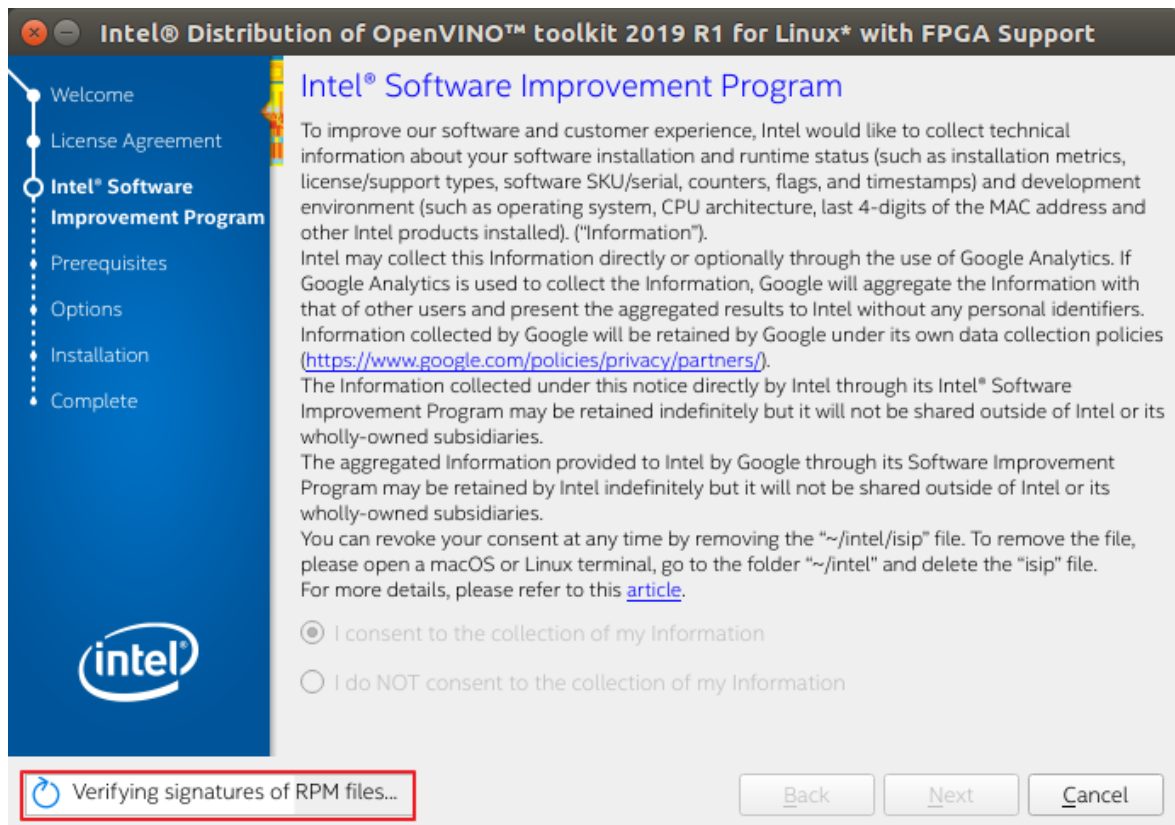 Intel® Distribution of OpenVINO™ toolkit 2019 R1 for Linux* with FPGA Support
Welcome
License Agreement
Intel® Software
Improvement Program
Prerequisites
Options
Installation
Complete
intel®
Intel® Software Improvement Program
To improve our software and customer experience, Intel would like to collect technical
information about your software installation and runtime status (such as installation metrics,
license/support types, software SKU/serial, counters, flags, and timestamps) and development
environment (such as operating system, CPU architecture, last 4-digits of the MAC address and
other Intel products installed). (“Information”).
Intel may collect this Information directly or optionally through the use of Google Analytics. If
Google Analytics is used to collect the Information, Google will aggregate the Information with
that of other users and present the aggregated results to Intel without any personal identifiers.
Information collected by Google will be retained by Google under its own data collection policies
(https://www.google.com/policies/privacy/partners/).
The Information collected under this notice directly by Intel through its Intel® Software
Improvement Program may be retained indefinitely but it will not be shared outside of Intel or its
wholly-owned subsidiaries.
The aggregated Information provided to Intel by Google through its Software Improvement
Program may be retained by Intel indefinitely but it will not be shared outside of Intel or its
wholly-owned subsidiaries.
You can revoke your consent at any time by removing the “~/intel/isip” file. To remove the file,
please open a macOS or Linux terminal, go to the folder “~/intel” and delete the “isip” file.
For more details, please refer to this article.
I consent to the collection of my Information
I do NOT consent to the collection of my Information
Verifying signatures of RPM files...
Back
Next
Cancel